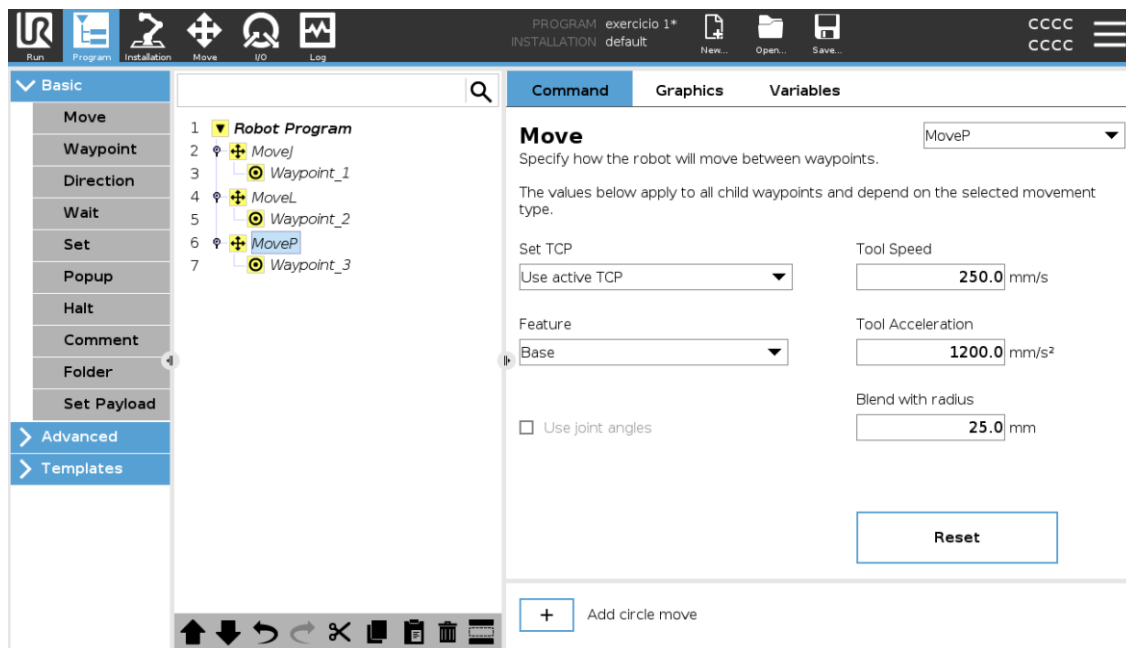 UR
PROGRAM exercicio 1*
INSTALLATION default
CCCC
CCCC
Run Program Installation Move I/O Log New... Open... Save...
Basic
Move
Waypoint
Direction
Wait
Set
Popup
Halt
Comment
Folder
Set Payload
Advanced
Templates
1 Robot Program
2 MoveJ
3 Waypoint_1
4 MoveL
5 Waypoint_2
6 MoveP
7 Waypoint_3
Command Graphics Variables
Move MoveP
Specify how the robot will move between waypoints.
The values below apply to all child waypoints and depend on the selected movement
type.
Set TCP Tool Speed
Use active TCP 250.0 mm/s
Feature Tool Acceleration
Base 1200.0 mm/s²
Blend with radius
Use joint angles 25.0 mm
Reset
+ Add circle move